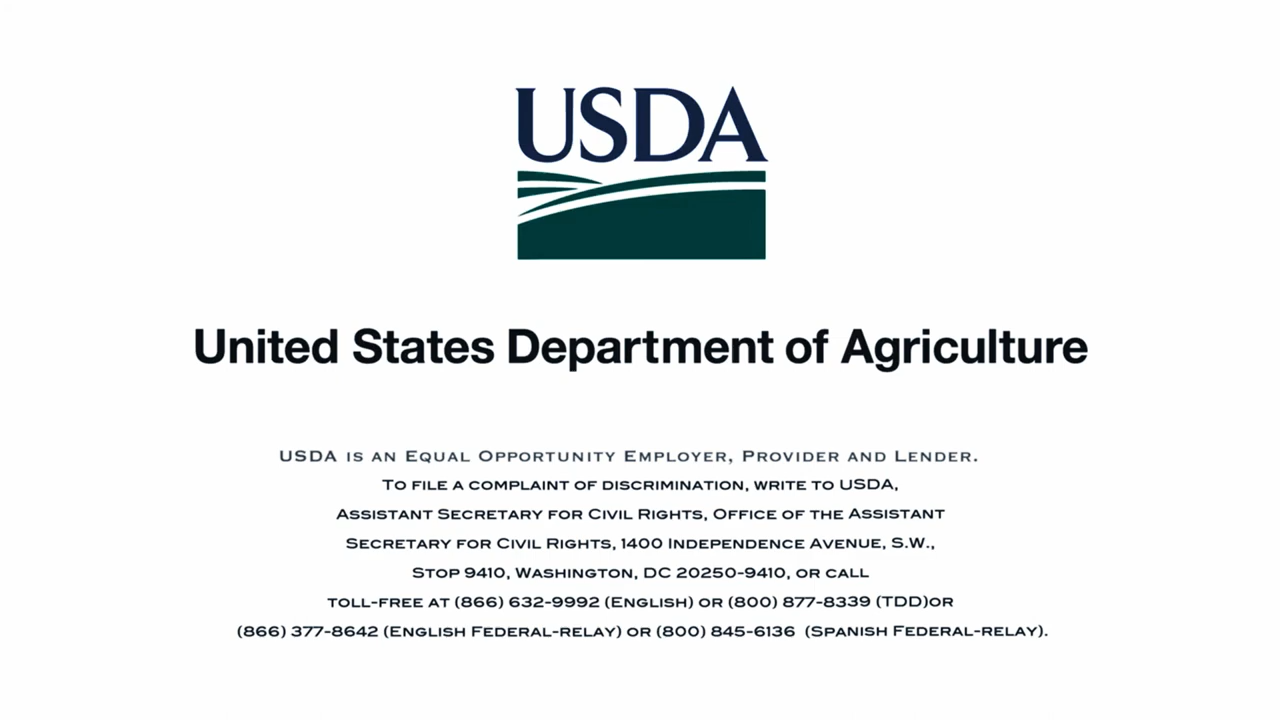 USDA
United States Department of Agriculture
USDA IS AN EQUAL OPPORTUNITY EMPLOYER, PROVIDER AND LENDER.
TO FILE A COMPLAINT OF DISCRIMINATION, WRITE TO USDA,
ASSISTANT SECRETARY FOR CIVIL RIGHTS, OFFICE OF THE ASSISTANT
SECRETARY FOR CIVIL RIGHTS, 1400 INDEPENDENCE AVENUE, S.W.,
STOP 9410, WASHINGTON, DC 20250-9410, OR CALL
TOLL-FREE AT (866) 632-9992 (ENGLISH) OR (800) 877-8339 (TDD)OR
(866) 377-8642 (ENGLISH FEDERAL-RELAY) OR (800) 845-6136 (SPANISH FEDERAL-RELAY).